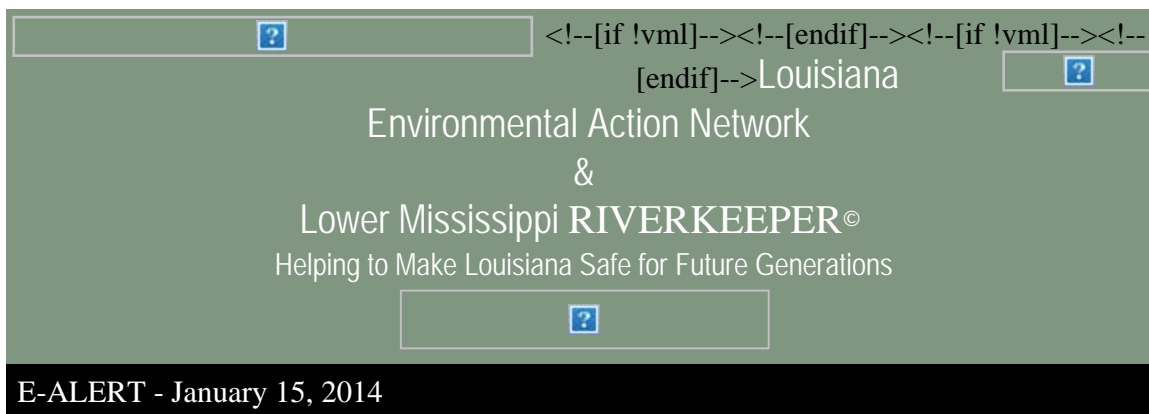 <!--[if !vml]--><!--[endif]--><!--[if !vml]--><!--
[endif]-->Louisiana
Environmental Action Network
&
Lower Mississippi RIVERKEEPER©
Helping to Make Louisiana Safe for Future Generations
E-ALERT - January 15, 2014